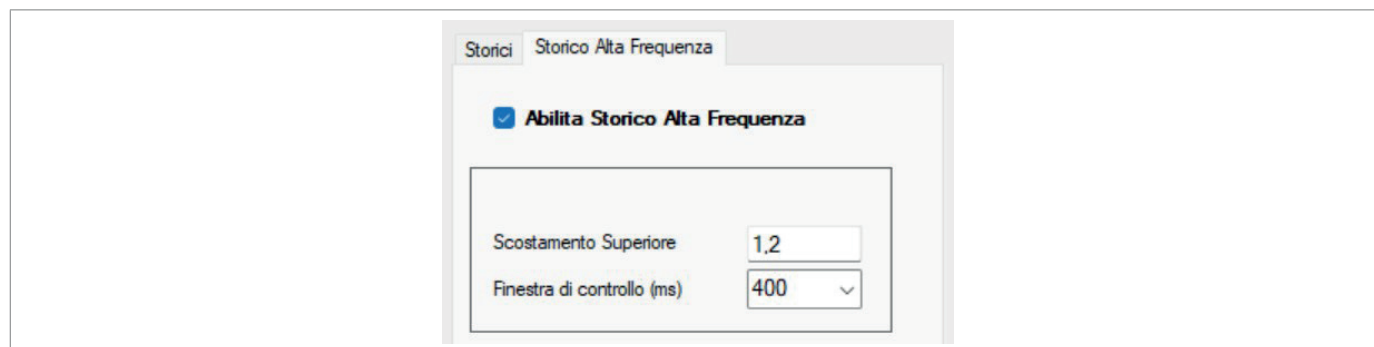 Storici Storico Alta Frequenza
Abilita Storico Alta Frequenza
Scostamento Superiore 1,2
Finestra di controllo (ms) 400